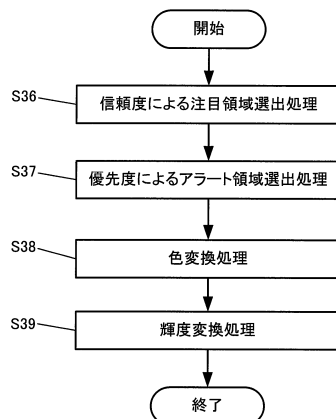 開始
S36
信頼度による注目領域選出処理
S37
優先度によるアラート領域選出処理
S38
色変換処理
S39
輝度変換処理
終了